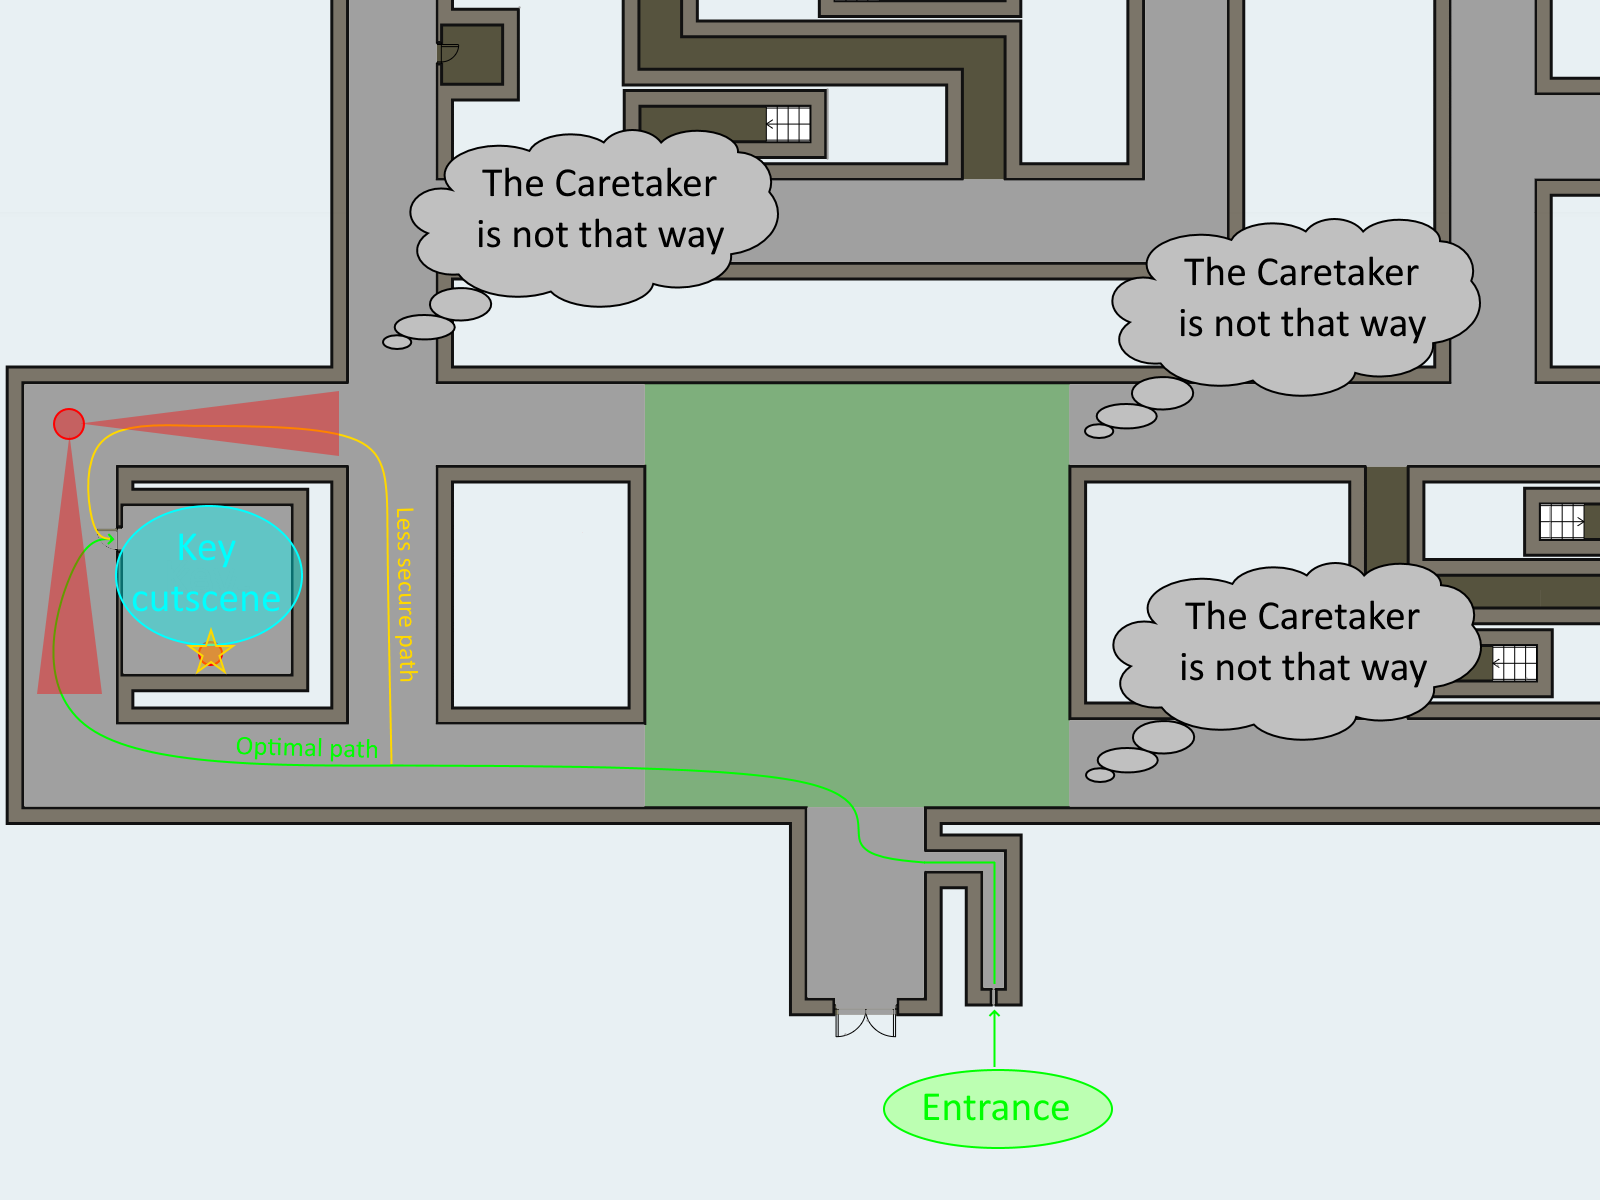 The Caretaker
is not that way
The Caretaker
is not that way
Key
cutscene
Less secure path
The Caretaker
is not that way
Optimal path
Entrance